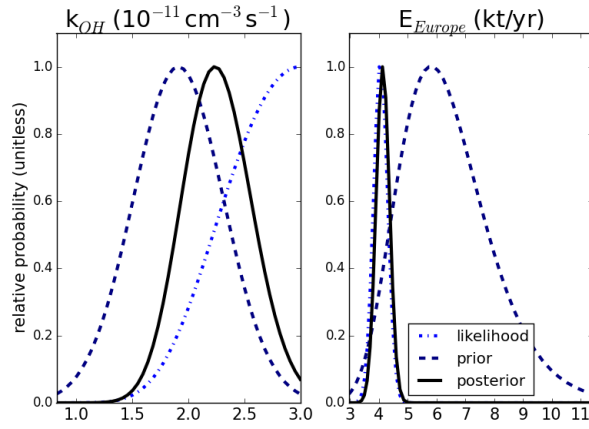 k_OH (10⁻¹¹ cm⁻³ s⁻¹)
E_Europe (kt/yr)
relative probability (unitless)
1.0
0.8
0.6
0.4
0.2
0.0
1.0 1.5 2.0 2.5 3.0
1.0
0.8
0.6
0.4
0.2
0.0
3 4 5 6 7 8 9 10 11
likelihood
prior
posterior